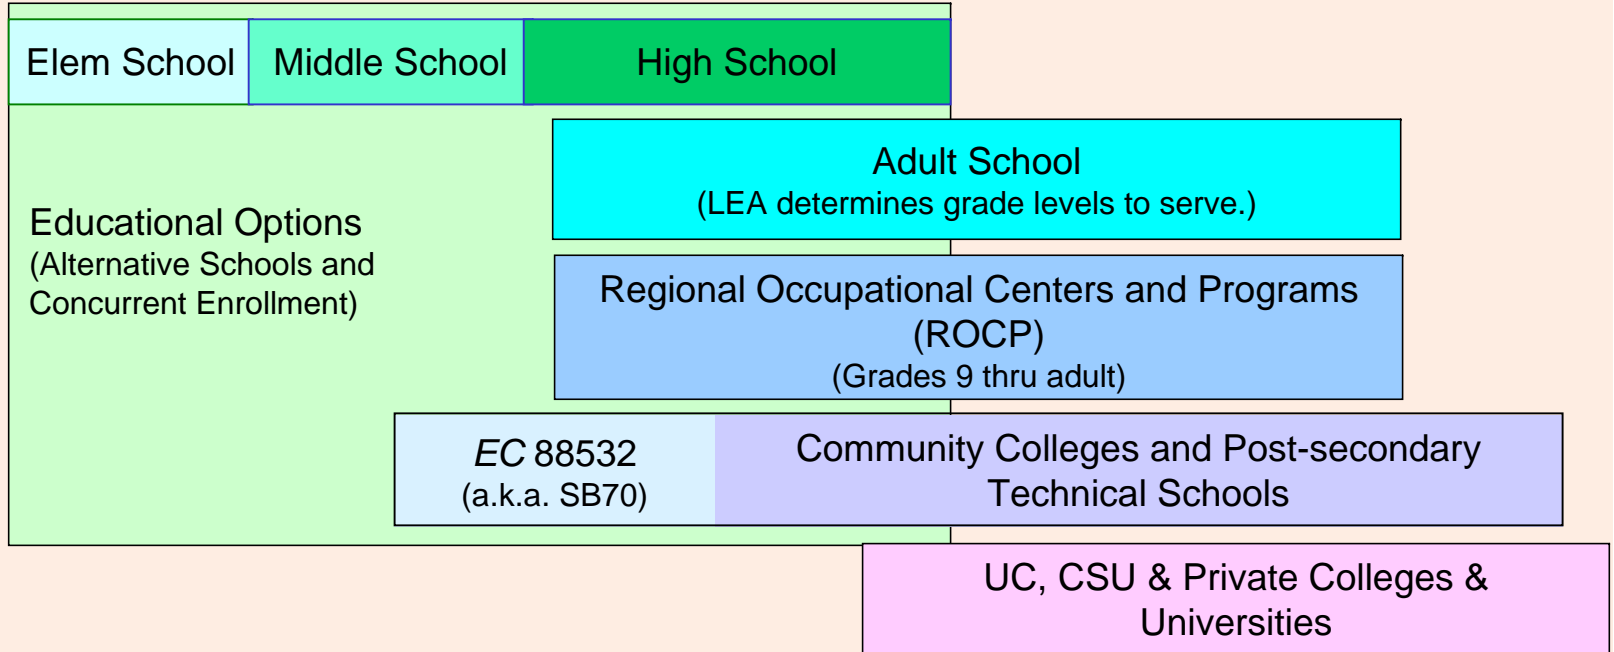 Elem School
Middle School
High School
Adult School
(LEA determines grade levels to serve.)
Educational Options
(Alternative Schools and
Concurrent Enrollment)
Regional Occupational Centers and Programs
(ROCP)
(Grades 9 thru adult)
EC 88532
(a.k.a. SB70)
Community Colleges and Post-secondary
Technical Schools
UC, CSU & Private Colleges &
Universities